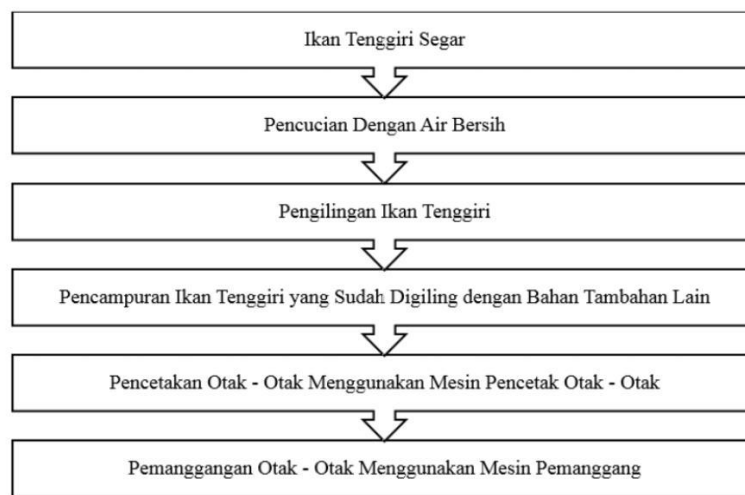 Ikan Tenggiri Segar
Pencucian Dengan Air Bersih
Pengilingan Ikan Tenggiri
Pencampuran Ikan Tenggiri yang Sudah Digiling dengan Bahan Tambahan Lain
Pencetakan Otak - Otak Menggunakan Mesin Pencetak Otak - Otak
Pemanggangan Otak - Otak Menggunakan Mesin Pemanggang